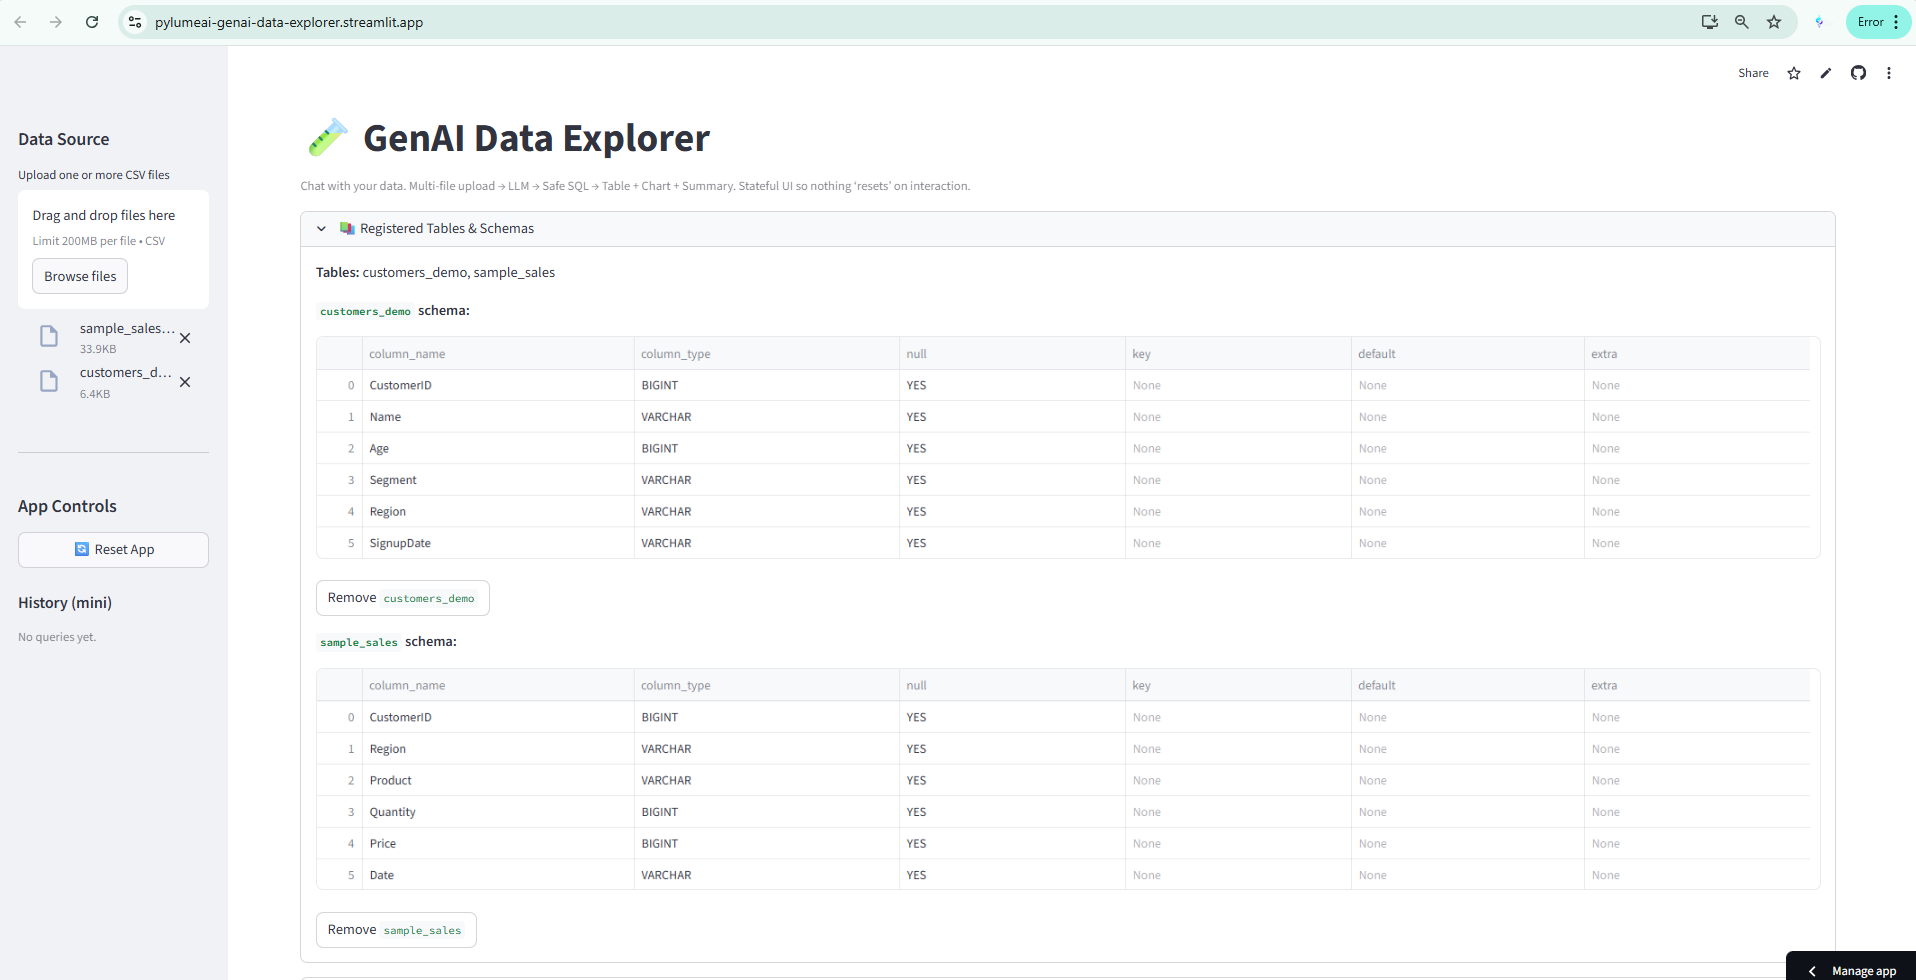 pylumeai-genai-data-explorer.streamlit.app
Error
Share
Data Source
Upload one or more CSV files
Drag and drop files here
Limit 200MB per file • CSV
Browse files
sample_sales...
33.9KB
customers_d...
6.4KB
App Controls
Reset App
History (mini)
No queries yet.
GenAI Data Explorer
Chat with your data. Multi-file upload → LLM → Safe SQL → Table + Chart + Summary. Stateful UI so nothing ‘resets’ on interaction.
Registered Tables & Schemas
Tables: customers_demo, sample_sales
customers_demo schema:
column_name column_type null key default extra
0 CustomerID BIGINT YES None None None
1 Name VARCHAR YES None None None
2 Age BIGINT YES None None None
3 Segment VARCHAR YES None None None
4 Region VARCHAR YES None None None
5 SignupDate VARCHAR YES None None None
Remove customers_demo
sample_sales schema:
column_name column_type null key default extra
0 CustomerID BIGINT YES None None None
1 Region VARCHAR YES None None None
2 Product VARCHAR YES None None None
3 Quantity BIGINT YES None None None
4 Price BIGINT YES None None None
5 Date VARCHAR YES None None None
Remove sample_sales
Manage app